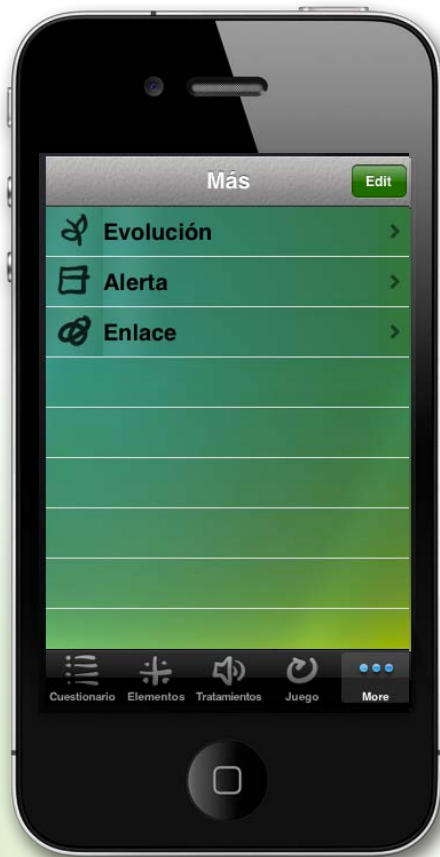 Más
Edit
Evolución
Alerta
Enlace
Cuestionario Elementos Tratamientos Juego More